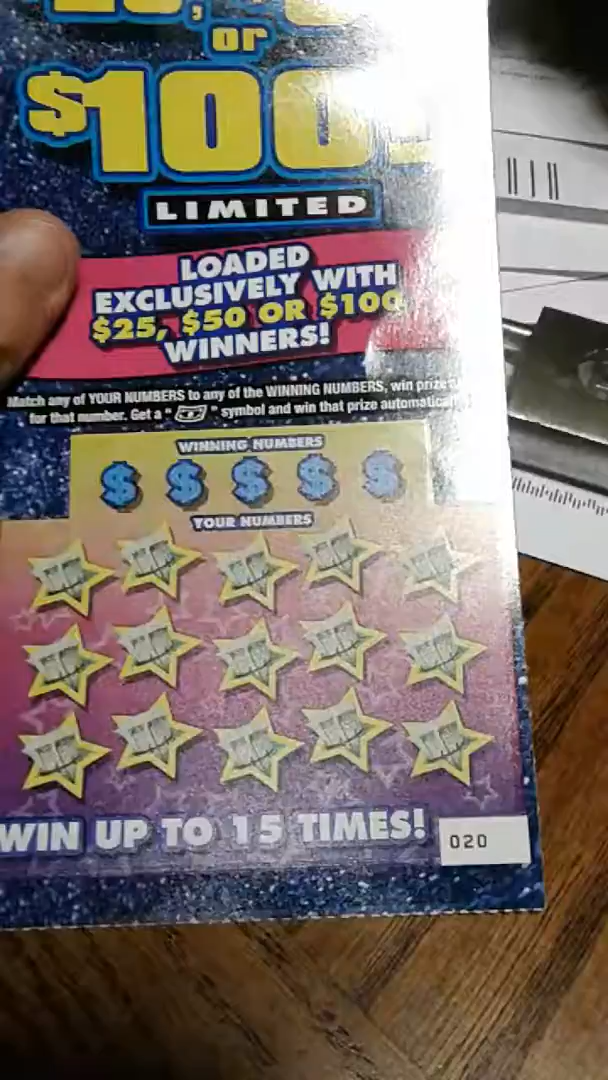 or
$100
LIMITED
LOADED
EXCLUSIVELY WITH
$25, $50 OR $100
WINNERS!
Match any of YOUR NUMBERS to any of the WINNING NUMBERS, win prize
for that number. Get a " " symbol and win that prize automatically.
WINNING NUMBERS
$ $ $ $ $
YOUR NUMBERS
WIN UP TO 15 TIMES!
020